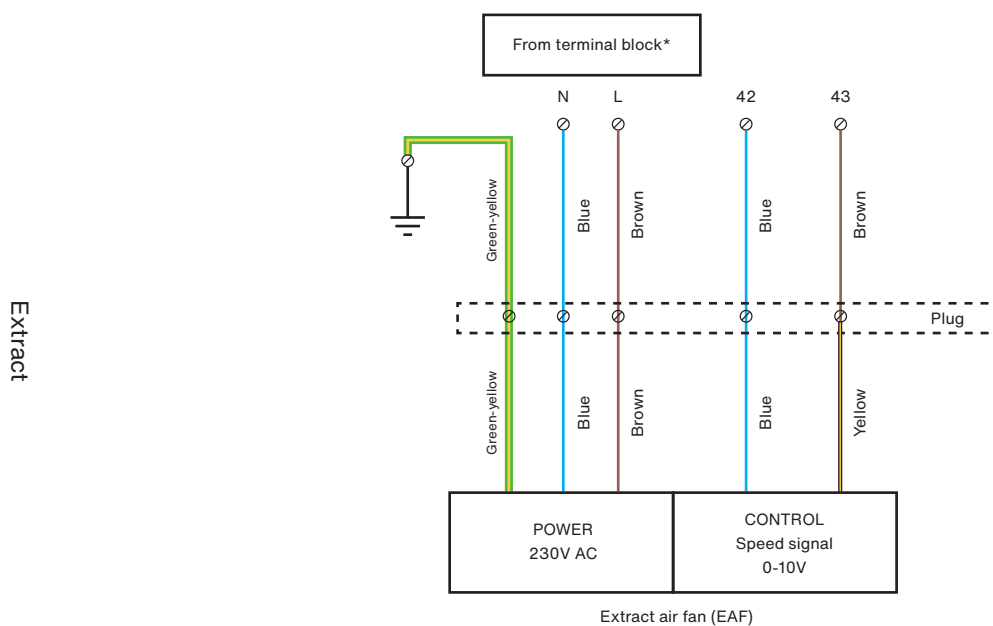 From terminal block*
N
L
42
43
Green-yellow
Blue
Brown
Blue
Brown
Extract
Plug
Green-yellow
Blue
Brown
Blue
Yellow
POWER
230V AC
CONTROL
Speed signal
0-10V
Extract air fan (EAF)